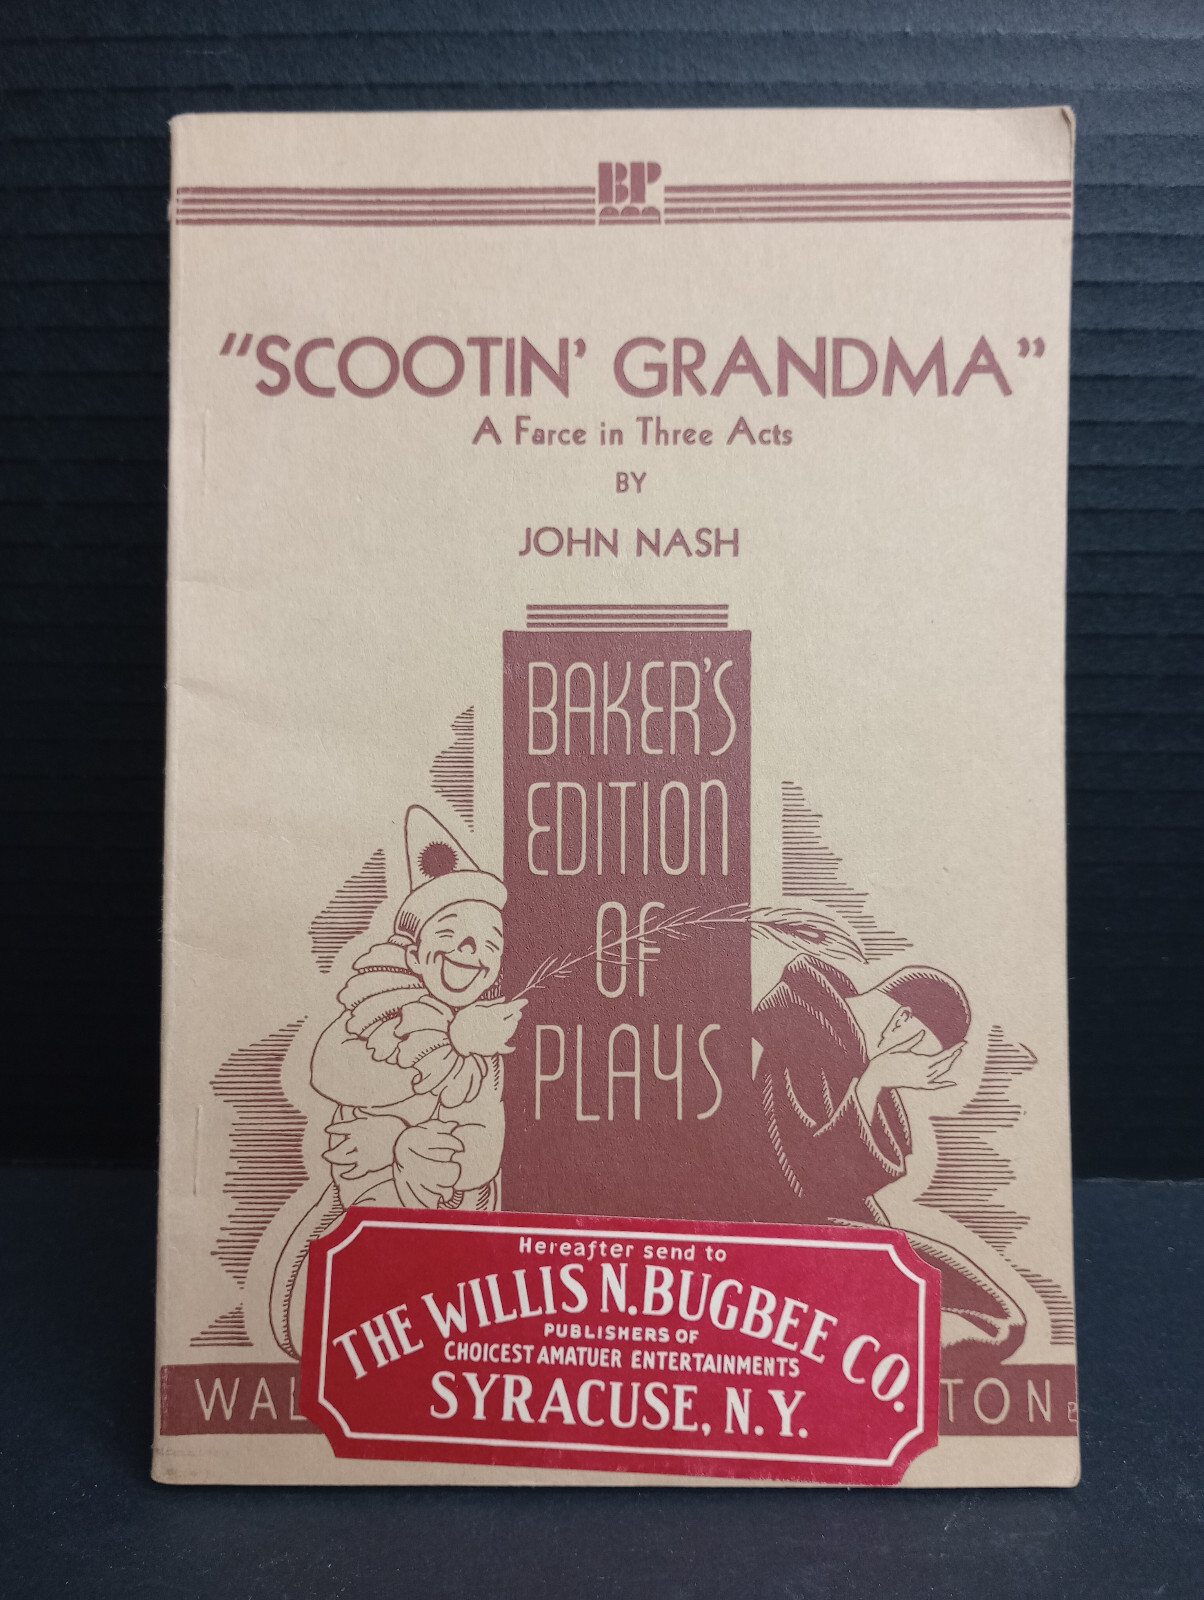 BP
"SCOOTIN' GRANDMA"
A Farce in Three Acts
BY
JOHN NASH
BAKER'S
EDITION
OF
PLAYS
Hereafter send to
THE WILLIS N. BUGBEE CO.
PUBLISHERS OF
CHOICEST AMATUER ENTERTAINMENTS
SYRACUSE, N.Y.
WAL
TON